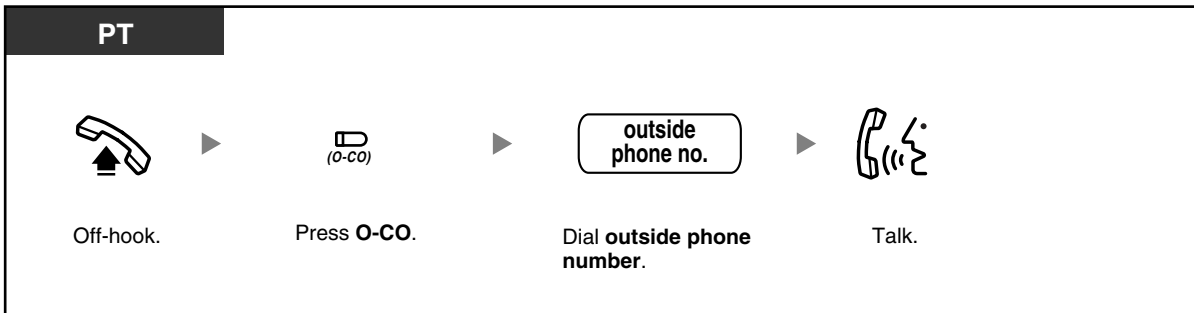 PT
(O-CO)
outside
phone no.
Off-hook.
Press O-CO.
Dial outside phone
number.
Talk.